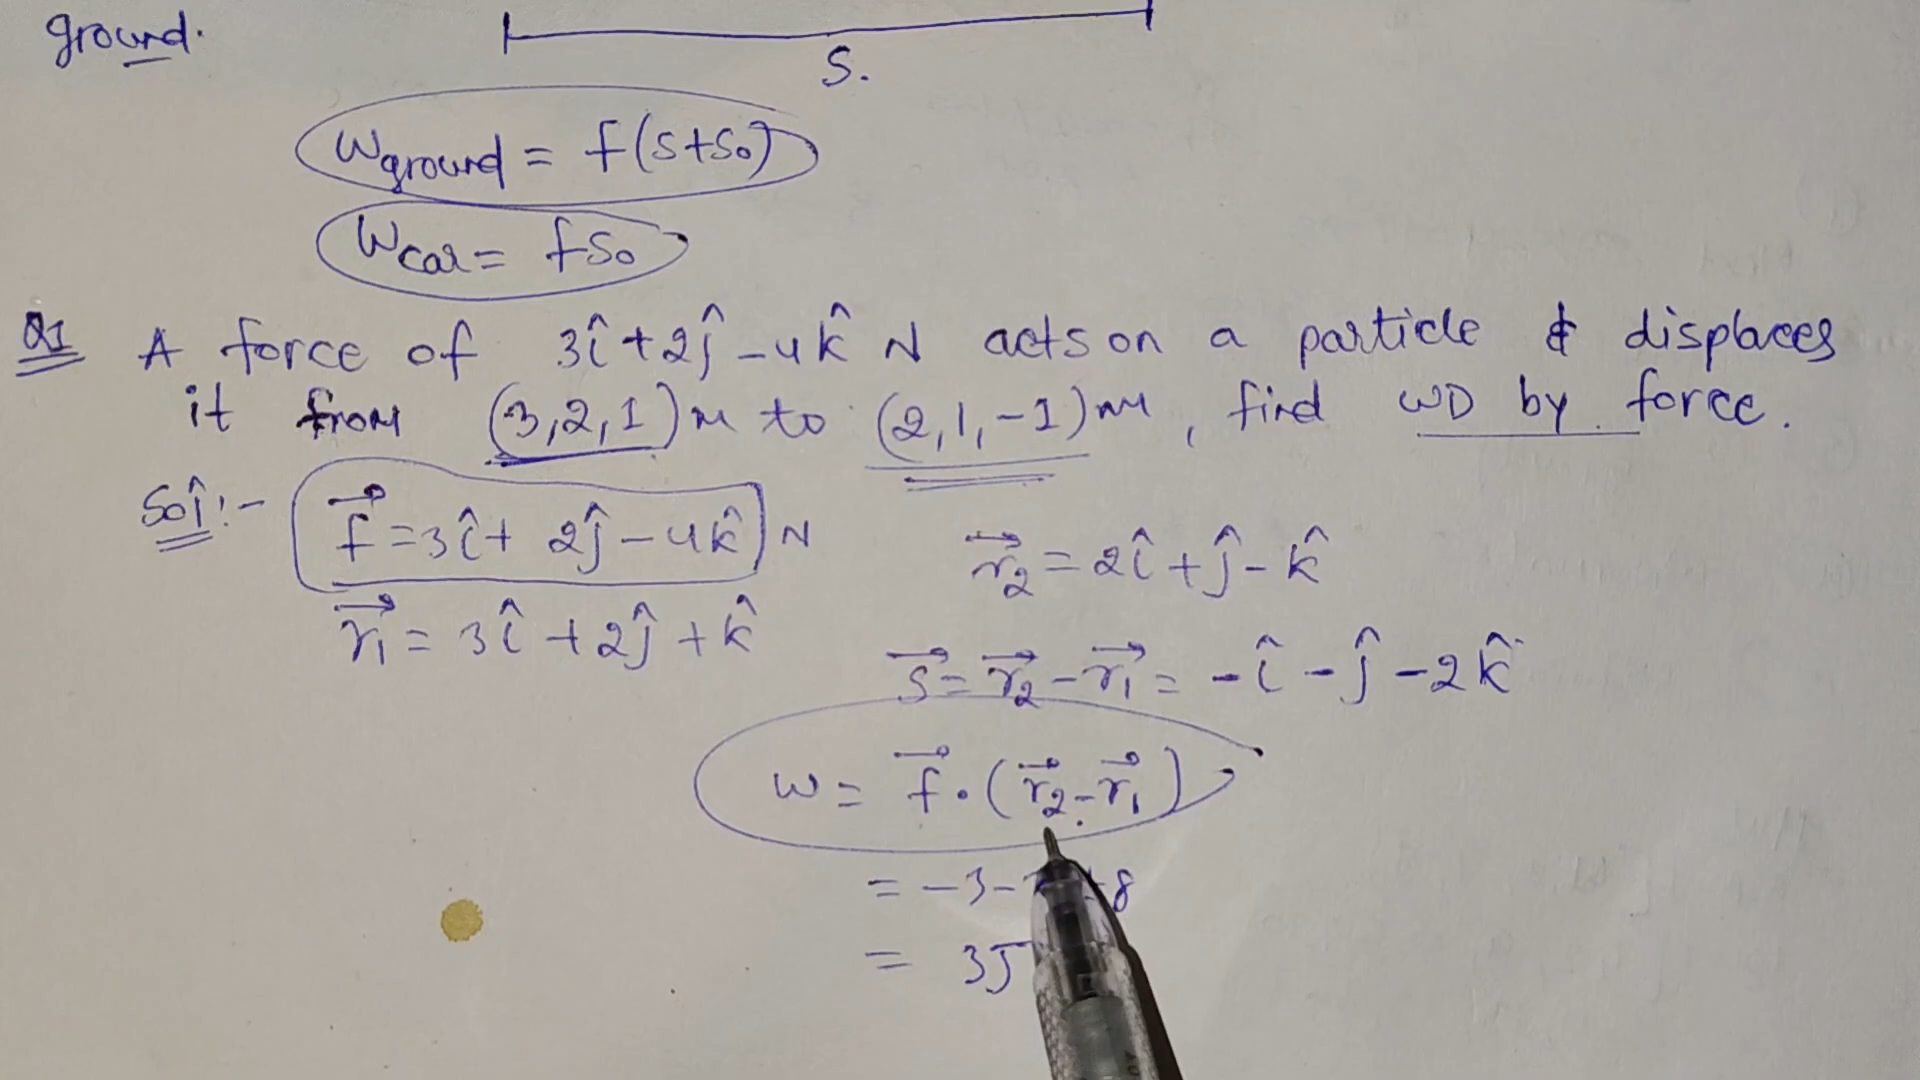 ground.
S.
Wground = f(s+s₀)
Wcar = fs₀
Q1 A force of 3î+2ĵ-4k̂ N acts on a particle & displaces
it from (3,2,1)m to (2,1,-1)m, find WD by force.
Sol:- f⃗ = 3î+ 2ĵ-4k̂ N
r⃗₂ = 2î+ĵ-k̂
r⃗₁ = 3î+2ĵ+k̂
s⃗ = r⃗₂-r⃗₁ = -î-ĵ-2k̂
W = f⃗·(r⃗₂-r⃗₁)
= -3- +8
= 3J